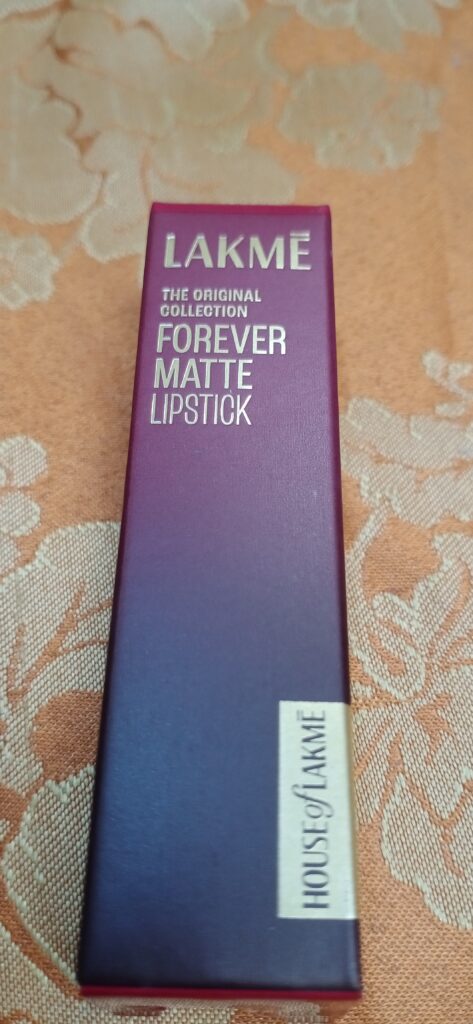 LAKMĒ
THE ORIGINAL
COLLECTION
FOREVER
MATTE
LIPSTICK
HOUSE of LAKMĒ